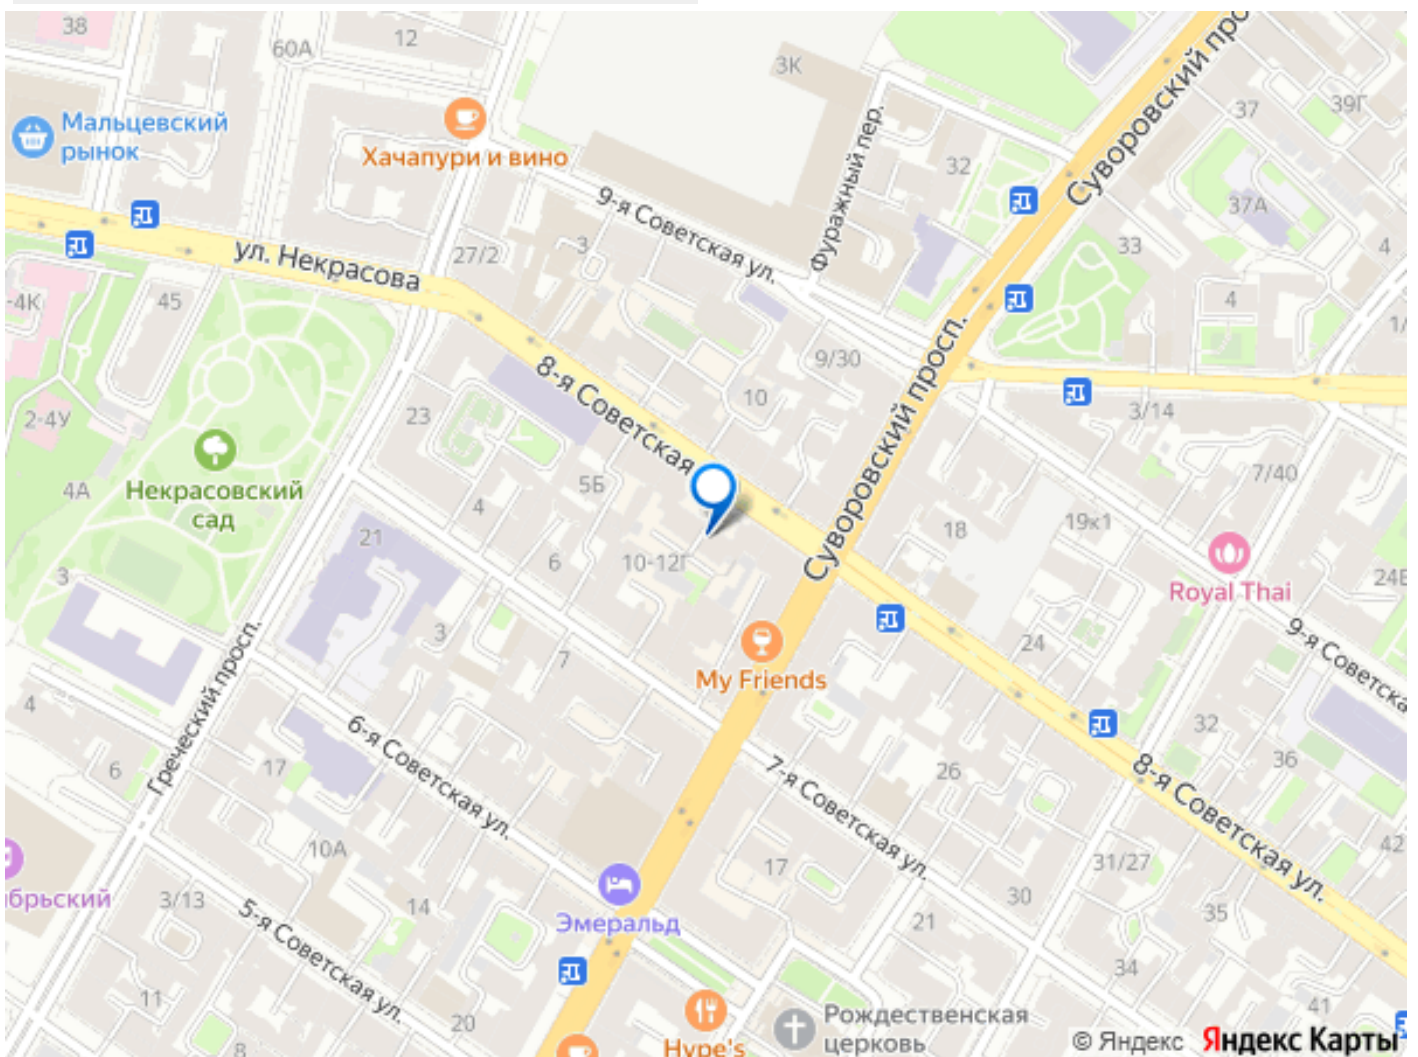 38
60А
12
3К
Суворовский про
37
39Г
Мальцевский
рынок
Хачапури и вино
Фуражный пер.
32
Суворовский просп.
37А
9-я Советская ул.
33
4
27/2
3
ул. Некрасова
-4К
45
4
1/
9/30
8-я Советская
10
23
3/14
2-4У
7/40
Некрасовский
сад
4А
5Б
4
18
19к1
21
6
10-12Г
Royal Thai
24Б
3
My Friends
3
7
24
9-я Советска
4
Греческий просп.
32
6-я Советская ул.
6
17
7-я Советская ул.
26
36
8-я Советская ул.
42
10А
17
31/27
брьский
3/13
14
Эмеральд
30
35
5-я Советская ул.
21
34
11
20
41
8
Hype's
Рождественская
церковь
© Яндекс Яндекс Карты